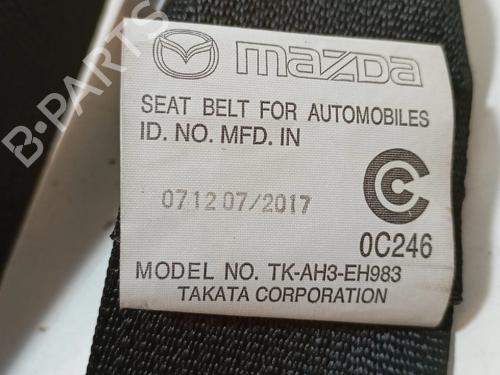 mazda
SEAT BELT FOR AUTOMOBILES
ID. NO. MFD. IN
0712 07/2017
C
0C246
MODEL NO. TK-AH3-EH983
TAKATA CORPORATION
B-PARTS